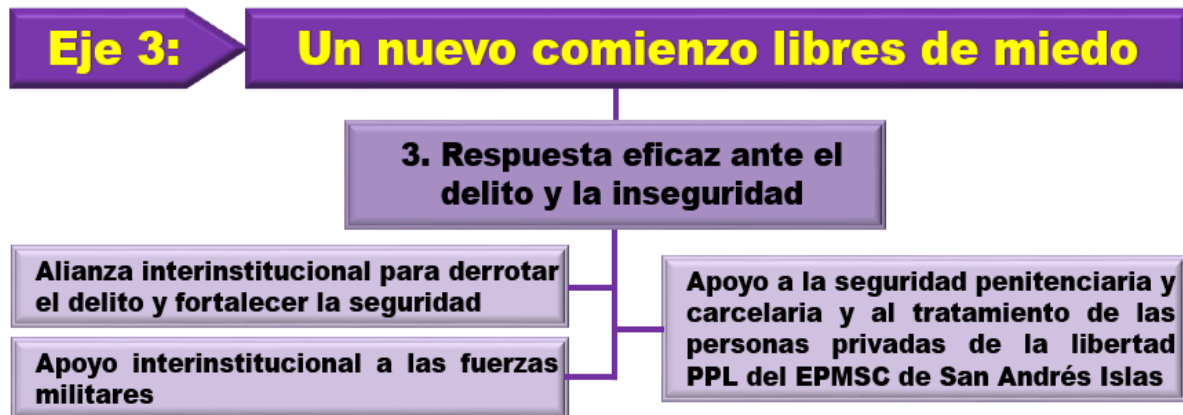 Eje 3:
Un nuevo comienzo libres de miedo
3. Respuesta eficaz ante el
delito y la inseguridad
Alianza interinstitucional para derrotar
el delito y fortalecer la seguridad
Apoyo interinstitucional a las fuerzas
militares
Apoyo a la seguridad penitenciaria y
carcelaria y al tratamiento de las
personas privadas de la libertad
PPL del EPMSC de San Andrés Islas